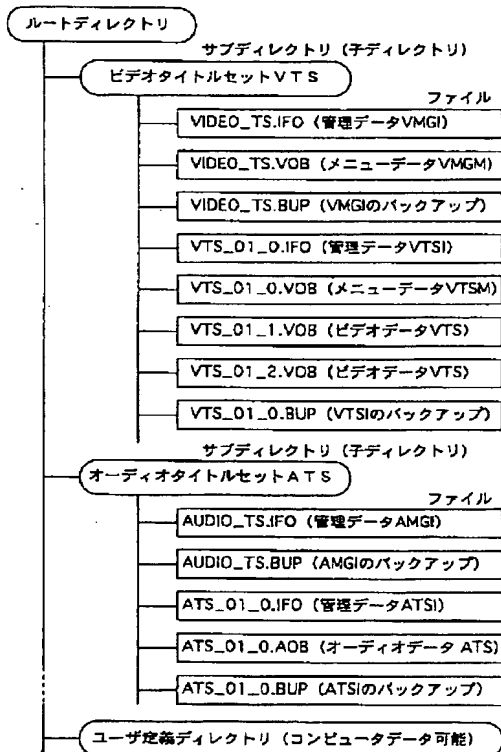 ルートディレクトリ
サブディレクトリ (子ディレクトリ)
ビデオタイトルセットVTS
ファイル
VIDEO_TS.IFO (管理データVMGI)
VIDEO_TS.VOB (メニューデータVMGM)
VIDEO_TS.BUP (VMGIのバックアップ)
VTS_01_0.IFO (管理データVTSI)
VTS_01_0.VOB (メニューデータVTSM)
VTS_01_1.VOB (ビデオデータVTS)
VTS_01_2.VOB (ビデオデータVTS)
VTS_01_0.BUP (VTSIのバックアップ)
サブディレクトリ (子ディレクトリ)
オーディオタイトルセットATS
ファイル
AUDIO_TS.IFO (管理データAMGI)
AUDIO_TS.BUP (AMGIのバックアップ)
ATS_01_0.IFO (管理データATSI)
ATS_01_0.AOB (オーディオデータ ATS)
ATS_01_0.BUP (ATSIのバックアップ)
ユーザ定義ディレクトリ (コンピュータデータ可能)